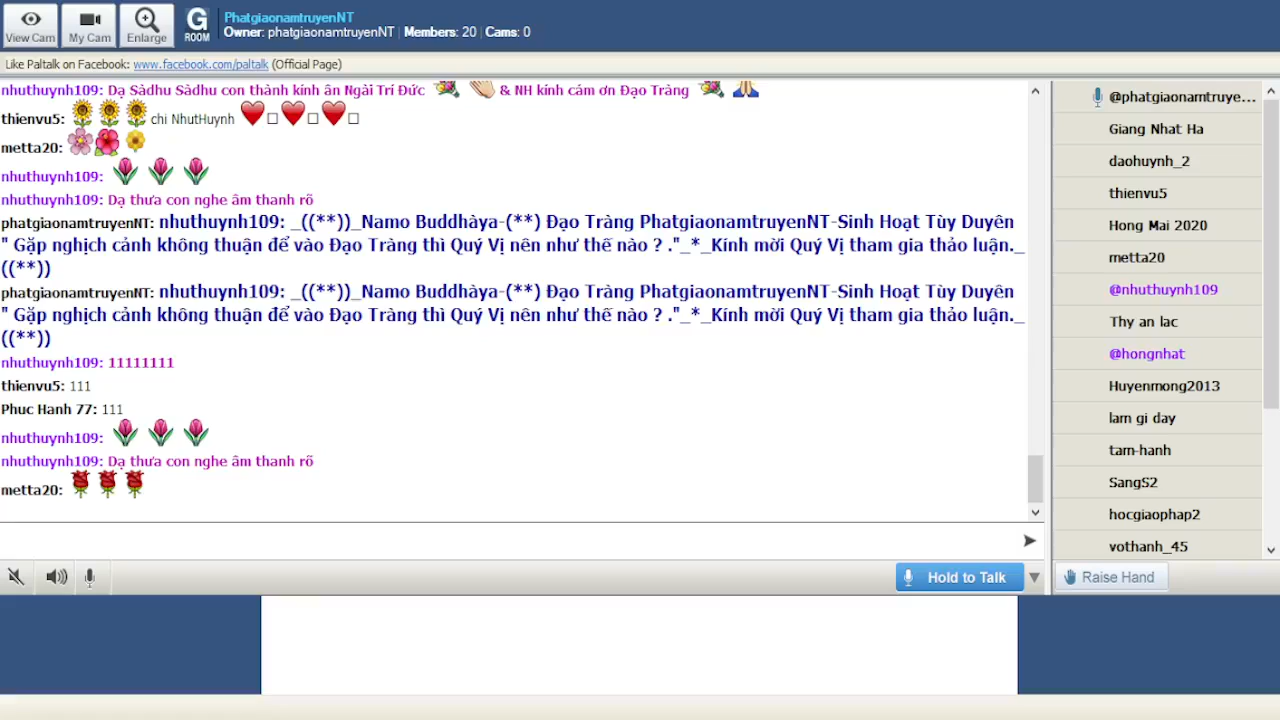 View Cam
My Cam
Enlarge
G
ROOM
PhatgiaonamtruyenNT
Owner: phatgiaonamtruyenNT | Members: 20 | Cams: 0
Like Paltalk on Facebook: www.facebook.com/paltalk (Official Page)
nhuthuynh109: Dạ Sàdhu Sàdhu con thành kính ân Ngài Trí Đức & NH kính cám ơn Đạo Tràng
thienvu5: chi NhutHuynh
metta20:
nhuthuynh109:
nhuthuynh109: Dạ thưa con nghe âm thanh rõ
phatgiaonamtruyenNT: nhuthuynh109: _((**))_Namo Buddhàya-(**) Đạo Tràng PhatgiaonamtruyenNT-Sinh Hoạt Tùy Duyên
" Gặp nghịch cảnh không thuận để vào Đạo Tràng thì Quý Vị nên như thế nào ? ."_*_Kính mời Quý Vị tham gia thảo luận._
((**))
phatgiaonamtruyenNT: nhuthuynh109: _((**))_Namo Buddhàya-(**) Đạo Tràng PhatgiaonamtruyenNT-Sinh Hoạt Tùy Duyên
" Gặp nghịch cảnh không thuận để vào Đạo Tràng thì Quý Vị nên như thế nào ? ."_*_Kính mời Quý Vị tham gia thảo luận._
((**))
nhuthuynh109: 11111111
thienvu5: 111
Phuc Hanh 77: 111
nhuthuynh109:
nhuthuynh109: Dạ thưa con nghe âm thanh rõ
metta20:
Hold to Talk
@phatgiaonamtruye...
Giang Nhat Ha
daohuynh_2
thienvu5
Hong Mai 2020
metta20
@nhuthuynh109
Thy an lac
@hongnhat
Huyenmong2013
lam gi day
tam-hanh
SangS2
hocgiaophap2
vothanh_45
Raise Hand